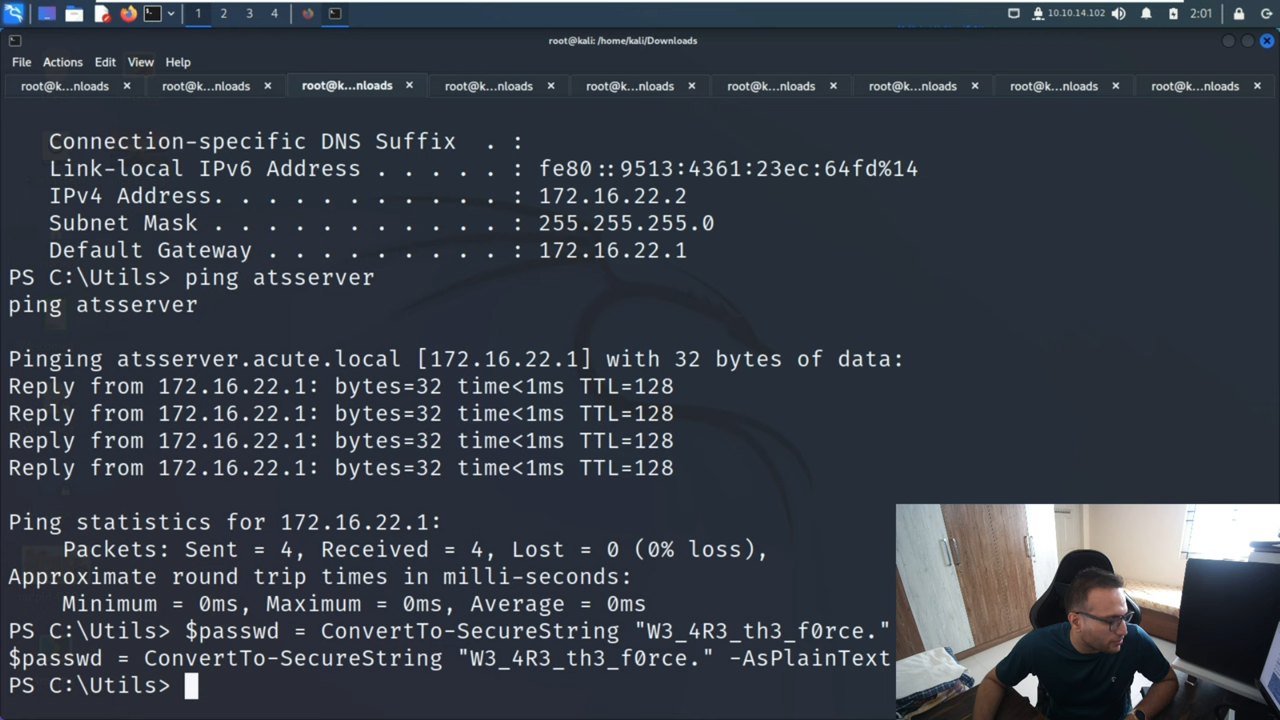 1 2 3 4 10.10.14.102 2:01
root@kali: /home/kali/Downloads
File Actions Edit View Help
root@k...nloads × root@k...nloads × root@k...nloads × root@k...nloads × root@k...nloads × root@k...nloads × root@k...nloads × root@k...nloads × root@k...nloads ×
Connection-specific DNS Suffix . :
Link-local IPv6 Address . . . . . : fe80::9513:4361:23ec:64fd%14
IPv4 Address. . . . . . . . . . . : 172.16.22.2
Subnet Mask . . . . . . . . . . . : 255.255.255.0
Default Gateway . . . . . . . . . : 172.16.22.1
PS C:\Utils> ping atsserver
ping atsserver
Pinging atsserver.acute.local [172.16.22.1] with 32 bytes of data:
Reply from 172.16.22.1: bytes=32 time<1ms TTL=128
Reply from 172.16.22.1: bytes=32 time<1ms TTL=128
Reply from 172.16.22.1: bytes=32 time<1ms TTL=128
Reply from 172.16.22.1: bytes=32 time<1ms TTL=128
Ping statistics for 172.16.22.1:
Packets: Sent = 4, Received = 4, Lost = 0 (0% loss),
Approximate round trip times in milli-seconds:
Minimum = 0ms, Maximum = 0ms, Average = 0ms
PS C:\Utils> $passwd = ConvertTo-SecureString "W3_4R3_th3_f0rce."
$passwd = ConvertTo-SecureString "W3_4R3_th3_f0rce." -AsPlainText
PS C:\Utils>